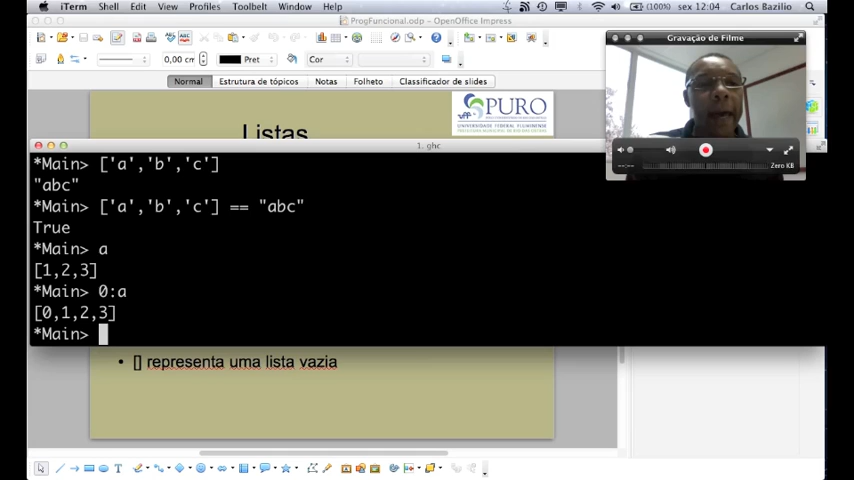 iTerm Shell Edit View Profiles Toolbelt Window Help (100%) sex 12:04 Carlos Bazilio
ProgFuncional.odp – OpenOffice Impress
Gravação de Filme
0,00 cm Pret Cor
Normal Estrutura de tópicos Notas Folheto Classificador de slides
PURO
UNIVERSIDADE FEDERAL FLUMINENSE
Listas
1. ghc
--:-- Zero KB
*Main> ['a','b','c']
"abc"
*Main> ['a','b','c'] == "abc"
True
*Main> a
[1,2,3]
*Main> 0:a
[0,1,2,3]
*Main>
• [] representa uma lista vazia